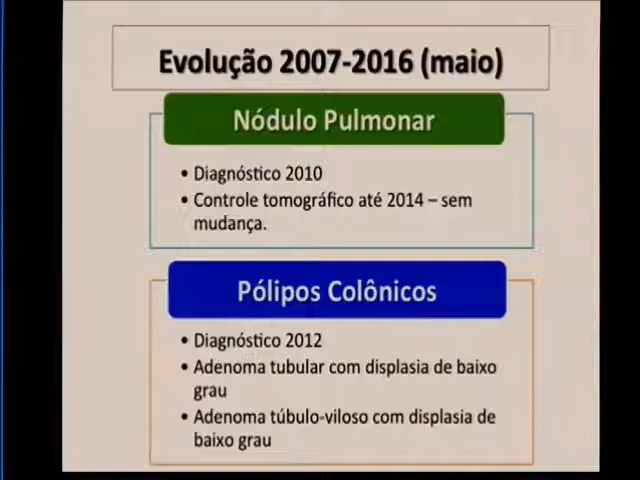 Evolução 2007-2016 (maio)
Nódulo Pulmonar
• Diagnóstico 2010
• Controle tomográfico até 2014 – sem
mudança.
Pólipos Colônicos
• Diagnóstico 2012
• Adenoma tubular com displasia de baixo
grau
• Adenoma túbulo-viloso com displasia de
baixo grau